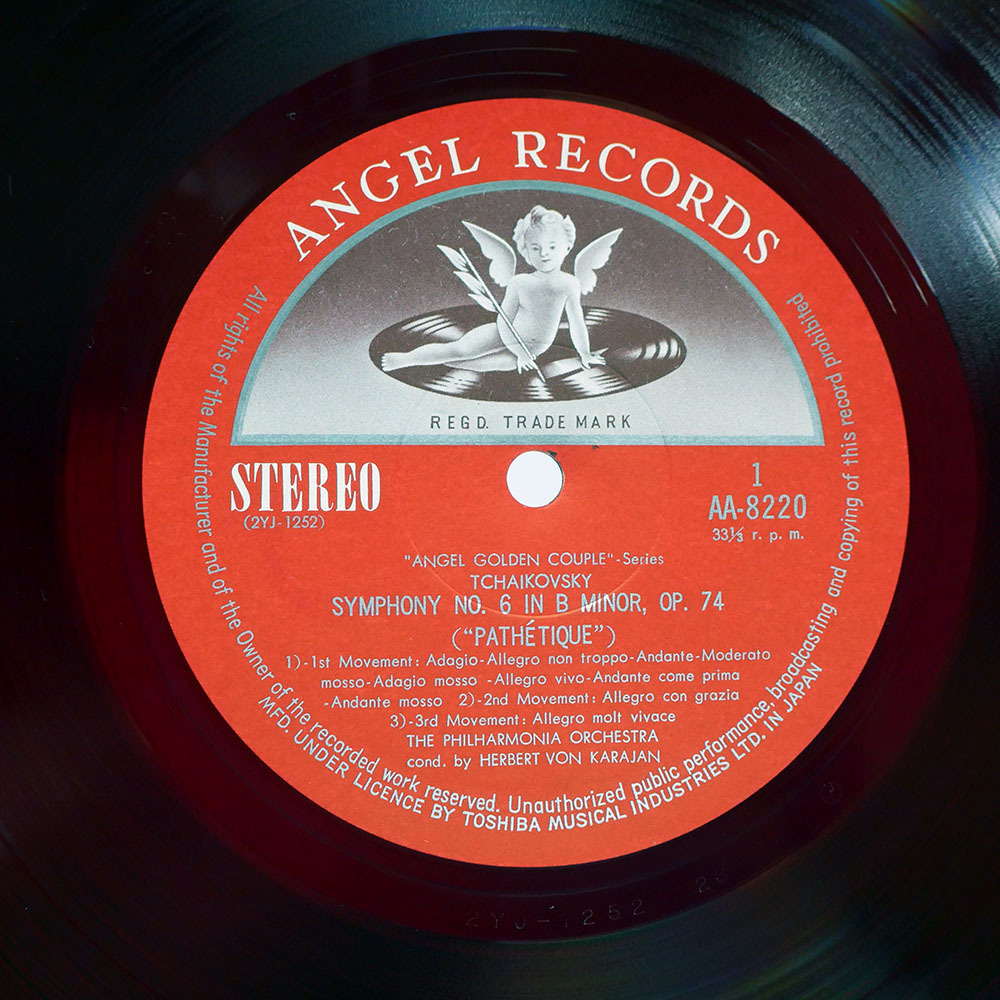 ANGEL RECORDS
REGD. TRADE MARK
STEREO
(2YJ-1252)
1
AA-8220
33⅓ r. p. m.
"ANGEL GOLDEN COUPLE"-Series
TCHAIKOVSKY
SYMPHONY NO. 6 IN B MINOR, OP. 74
("PATHÉTIQUE")
1)-1st Movement: Adagio-Allegro non troppo-Andante-Moderato
mosso-Adagio mosso -Allegro vivo-Andante come prima
-Andante mosso 2)-2nd Movement: Allegro con grazia
3)-3rd Movement: Allegro molt vivace
THE PHILHARMONIA ORCHESTRA
cond. by HERBERT VON KARAJAN
All rights of the Manufacturer and of the Owner of the recorded work reserved. Unauthorized public performance, broadcasting and copying of this record prohibited
MFD. UNDER LICENCE BY TOSHIBA MUSICAL INDUSTRIES LTD. IN JAPAN
2YJ-1252